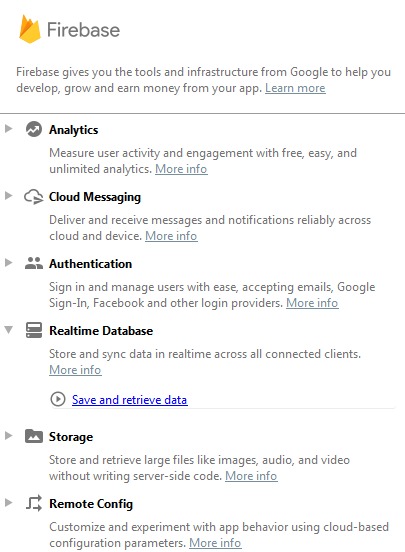 Firebase
Firebase gives you the tools and infrastructure from Google to help you
develop, grow and earn money from your app. Learn more
Analytics
Measure user activity and engagement with free, easy, and
unlimited analytics. More info
Cloud Messaging
Deliver and receive messages and notifications reliably across
cloud and device. More info
Authentication
Sign in and manage users with ease, accepting emails, Google
Sign-In, Facebook and other login providers. More info
Realtime Database
Store and sync data in realtime across all connected clients.
More info
Save and retrieve data
Storage
Store and retrieve large files like images, audio, and video
without writing server-side code. More info
Remote Config
Customize and experiment with app behavior using cloud-based
configuration parameters. More info